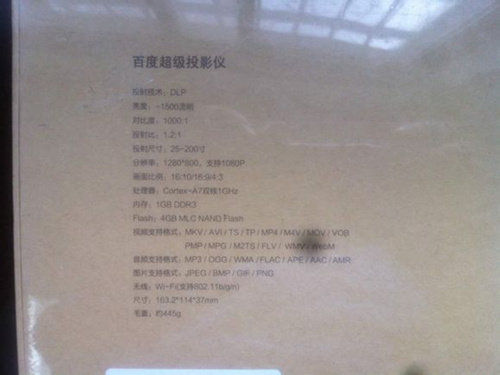 百度超级投影仪
投射技术：DLP
亮度：~1500流明
对比度：1000:1
投射比：1.2:1
投射尺寸：25~200寸
分辨率：1280*800，支持1080P
画面比例：16:10/16:9/4:3
处理器：Cortex-A7双核1GHz
内存：1GB DDR3
Flash：4GB MLC NAND Flash
视频支持格式：MKV / AVI / TS / TP / MP4 / M4V / MOV / VOB
PMP / MPG / M2TS / FLV / WMV / WebM
音频支持格式：MP3 / OGG / WMA / FLAC / APE / AAC / AMR
图片支持格式：JPEG / BMP / GIF / PNG
无线：Wi-Fi(支持802.11b/g/n)
尺寸：163.2*114*37mm
毛重：约445g